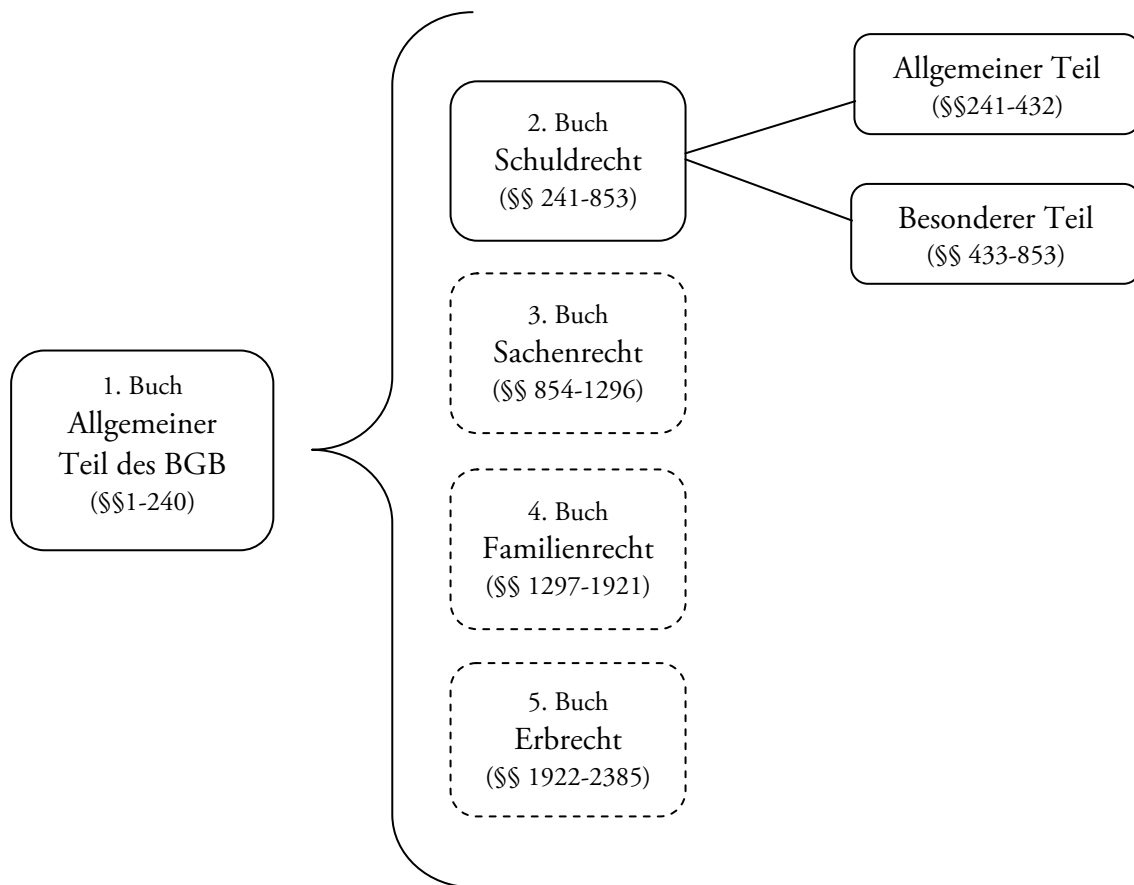 1. Buch
Allgemeiner
Teil des BGB
(§§1-240)
2. Buch
Schuldrecht
(§§ 241-853)
Allgemeiner Teil
(§§241-432)
Besonderer Teil
(§§ 433-853)
3. Buch
Sachenrecht
(§§ 854-1296)
4. Buch
Familienrecht
(§§ 1297-1921)
5. Buch
Erbrecht
(§§ 1922-2385)